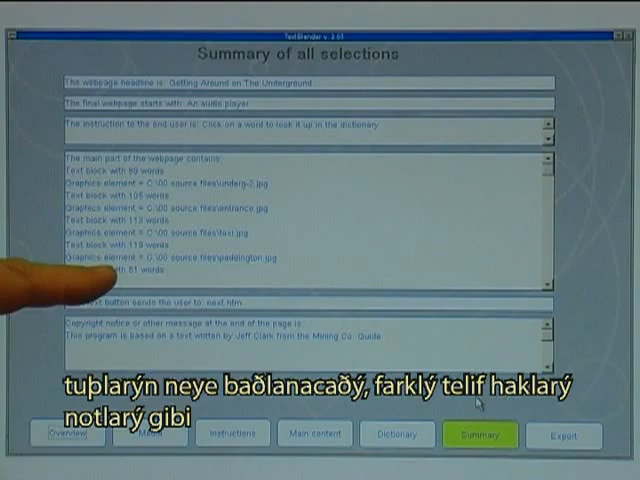 TextBlender v. 2.03
Summary of all selections
The webpage headline is: Getting Around on The Underground
The final webpage starts with: An audio player
The instruction to the end user is: Click on a word to look it up in the dictionary
The main part of the webpage contains:
Text block with 89 words
Graphics element = C:\00 source files\underg-2.jpg
Text block with 106 words
Graphics element = C:\00 source files\entrance.jpg
Text block with 113 words
Graphics element = C:\00 source files\taxi.jpg
Text block with 119 words
Graphics element = C:\00 source files\paddington.jpg
with 61 words
button sends the user to: next.htm
Copyright notice or other message at the end of the page is:
This program is based on a text written by Jeff Clark from the Mining Co. Guide
tuþlarýn neye baðlanacaðý, farklý telif haklarý
notlarý gibi
Overview Media Instructions Main content Dictionary Summary Export